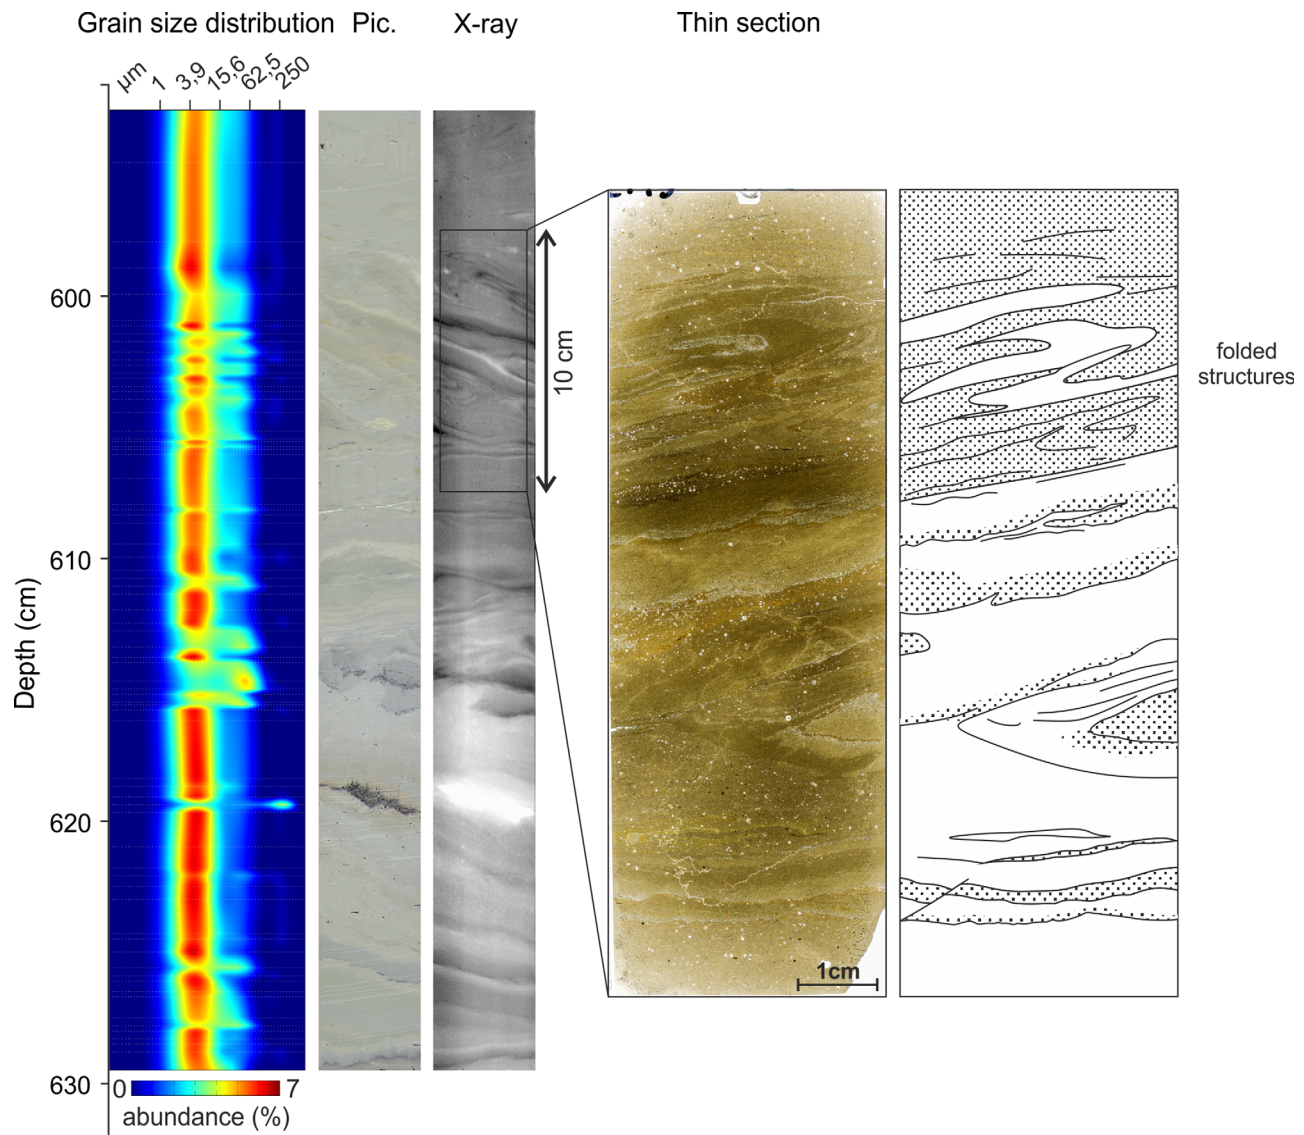 Grain size distribution Pic. X-ray Thin section
µm 1 3,9 15,6 62,5 250
600
10 cm
folded
structures
610
Depth (cm)
620
1cm
630
0 7
abundance (%)